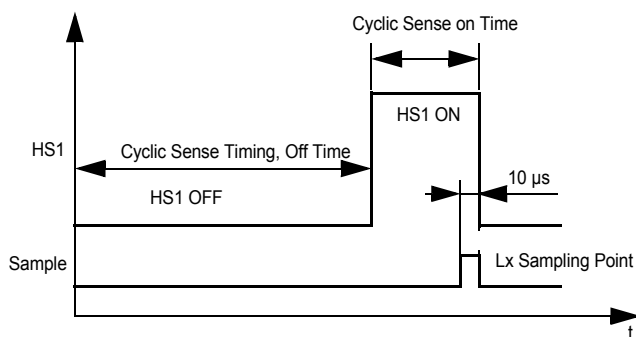 Cyclic Sense on Time
HS1 ON
HS1
Cyclic Sense Timing, Off Time
10 µs
HS1 OFF
Sample
Lx Sampling Point
t